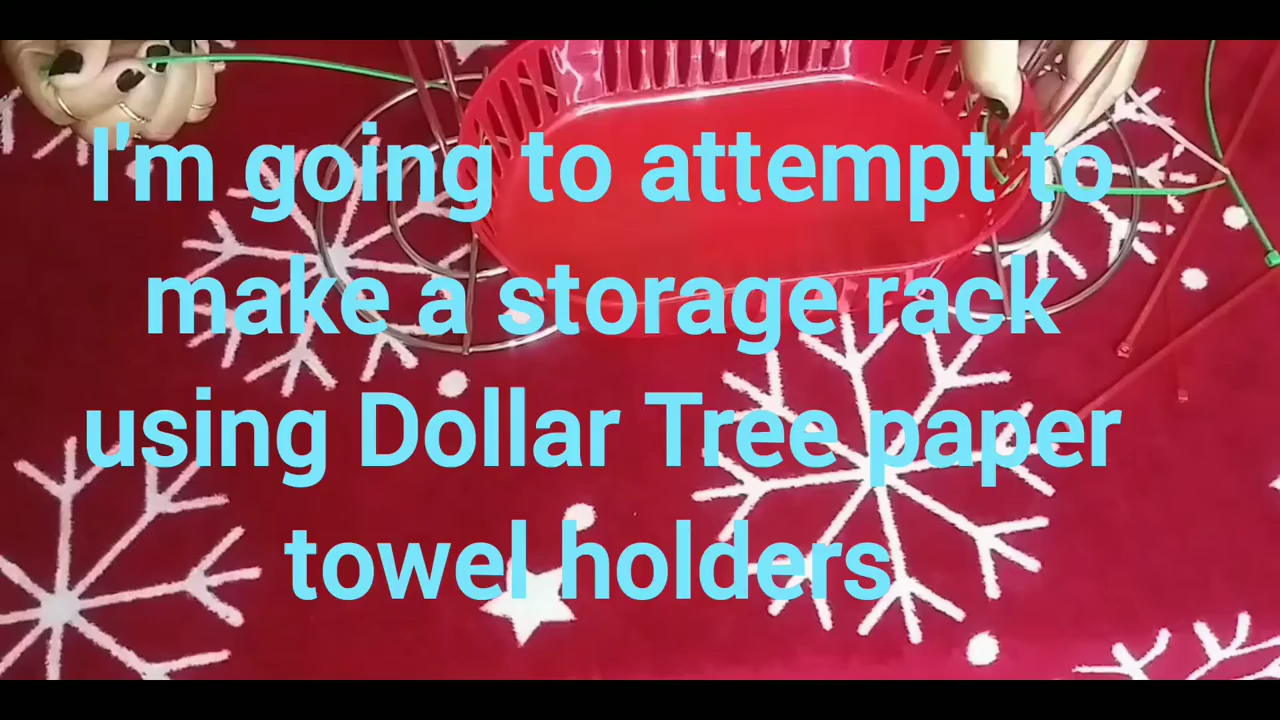 I'm going to attempt to
make a storage rack
using Dollar Tree paper
towel holders